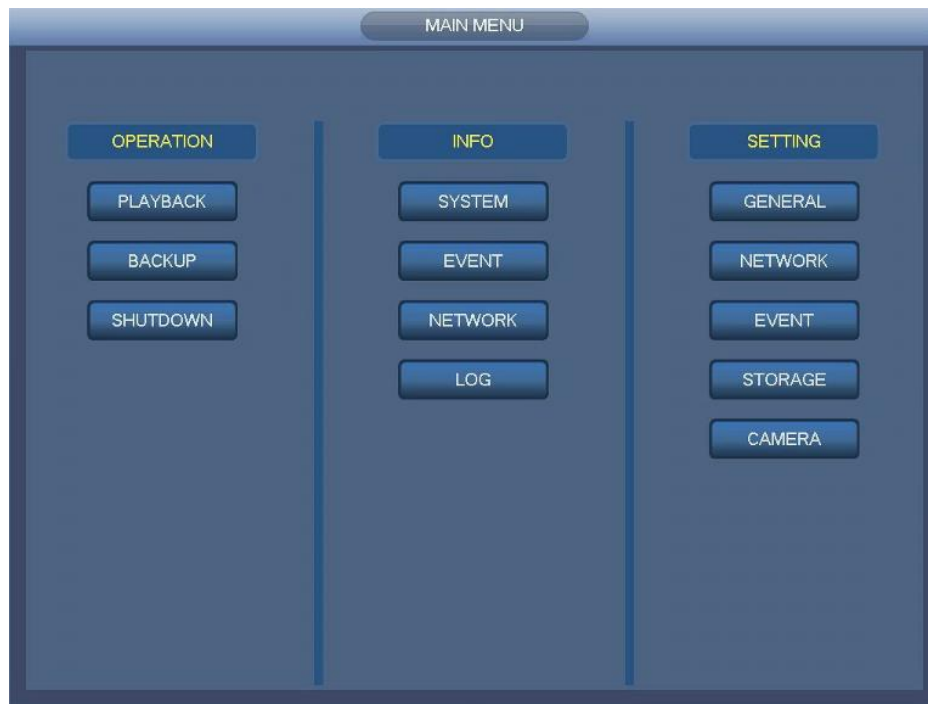 MAIN MENU
OPERATION
PLAYBACK
BACKUP
SHUTDOWN
INFO
SYSTEM
EVENT
NETWORK
LOG
SETTING
GENERAL
NETWORK
EVENT
STORAGE
CAMERA